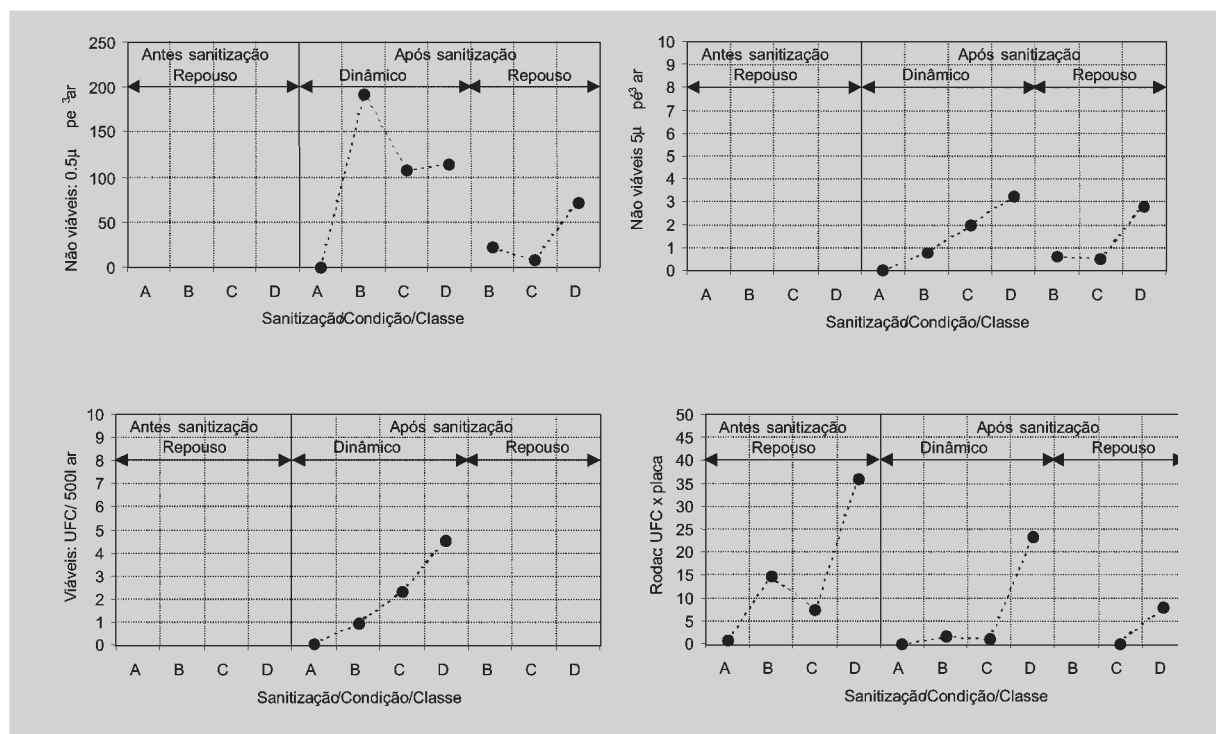 250
200
150
100
50
0
Não viáveis: 0.5µ pe ³ar
Antes sanitização
Repouso
Após sanitização
Dinâmico
Repouso
A B C D A B C D B C D
Sanitização/Condição/Classe
10
9
8
7
6
5
4
3
2
1
0
Não viáveis 5µ pé³ ar
Antes sanitização
Repouso
Após sanitização
Dinâmico
Repouso
A B C D A B C D B C D
Sanitização/Condição/Classe
10
9
8
7
6
5
4
3
2
1
0
Viáveis: UFC/ 500l ar
Antes sanitização
Repouso
Após sanitização
Dinâmico
Repouso
A B C D A B C D B C D
Sanitização/Condição/Classe
50
45
40
35
30
25
20
15
10
5
0
Rodac: UFC x placa
Antes sanitização
Repouso
Após sanitização
Dinâmico
Repouso
A B C D A B C D B C D
Sanitização/Condição/Classe